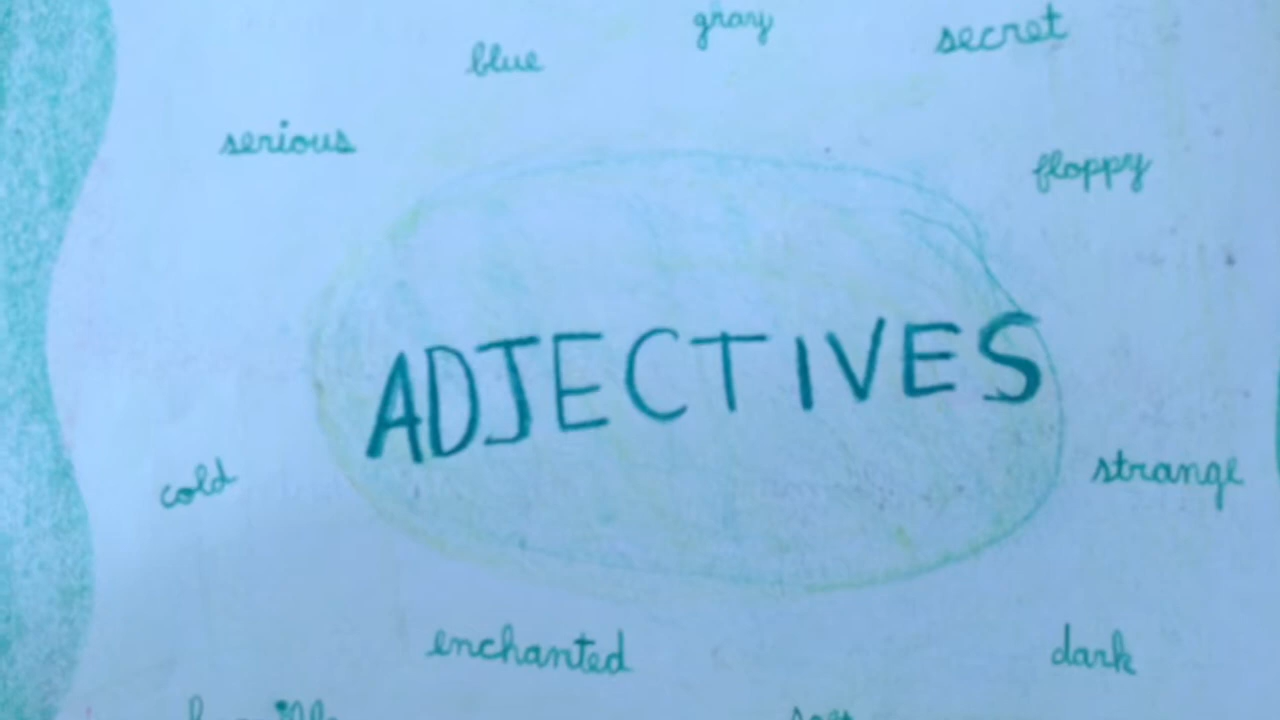 gray
secret
blue
serious
floppy
ADJECTIVES
strange
cold
enchanted
dark